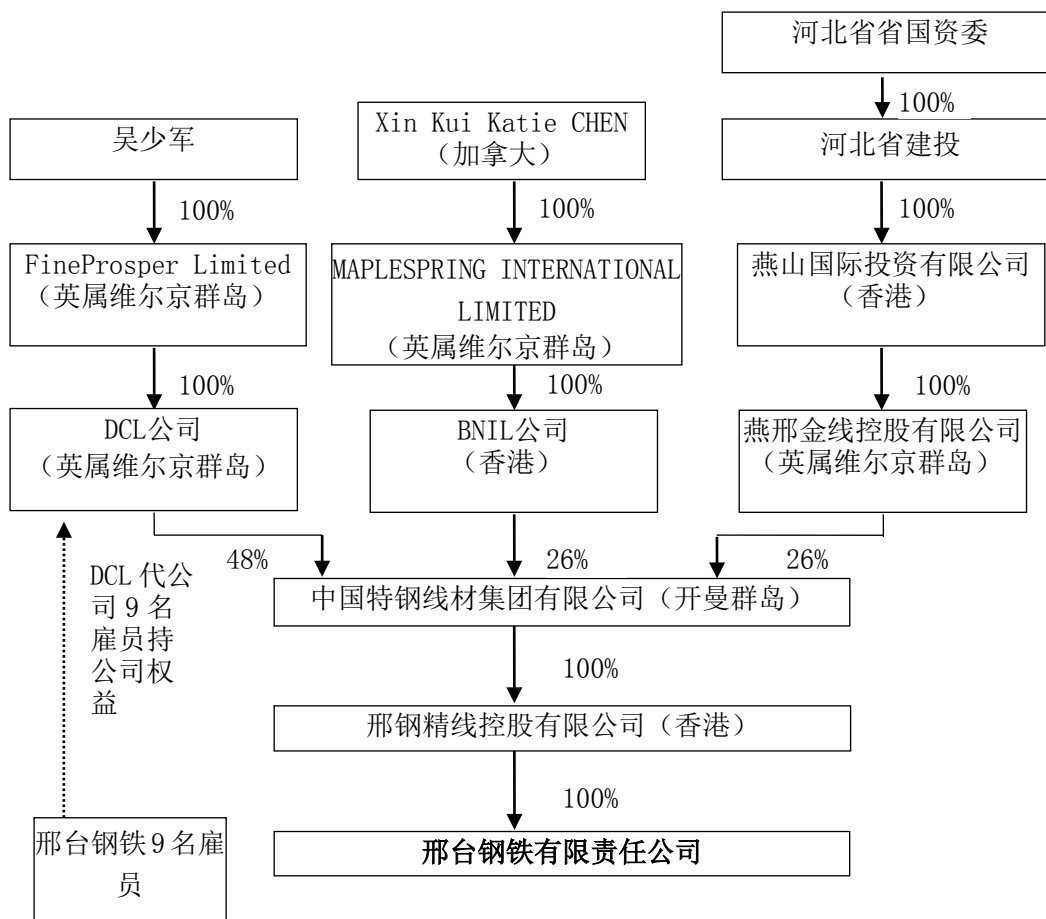 河北省省国资委
100%
吴少军
Xin Kui Katie CHEN
（加拿大）
河北省建投
100%
100%
100%
FineProsper Limited
（英属维尔京群岛）
MAPLESPRING INTERNATIONAL
LIMITED
（英属维尔京群岛）
燕山国际投资有限公司
（香港）
100%
100%
100%
DCL公司
（英属维尔京群岛）
BNIL公司
（香港）
燕邢金线控股有限公司
（英属维尔京群岛）
48%
26%
26%
DCL 代公
司 9 名
雇员持
公司权
益
中国特钢线材集团有限公司（开曼群岛）
100%
邢钢精线控股有限公司（香港）
100%
邢台钢铁 9 名雇
员
邢台钢铁有限责任公司